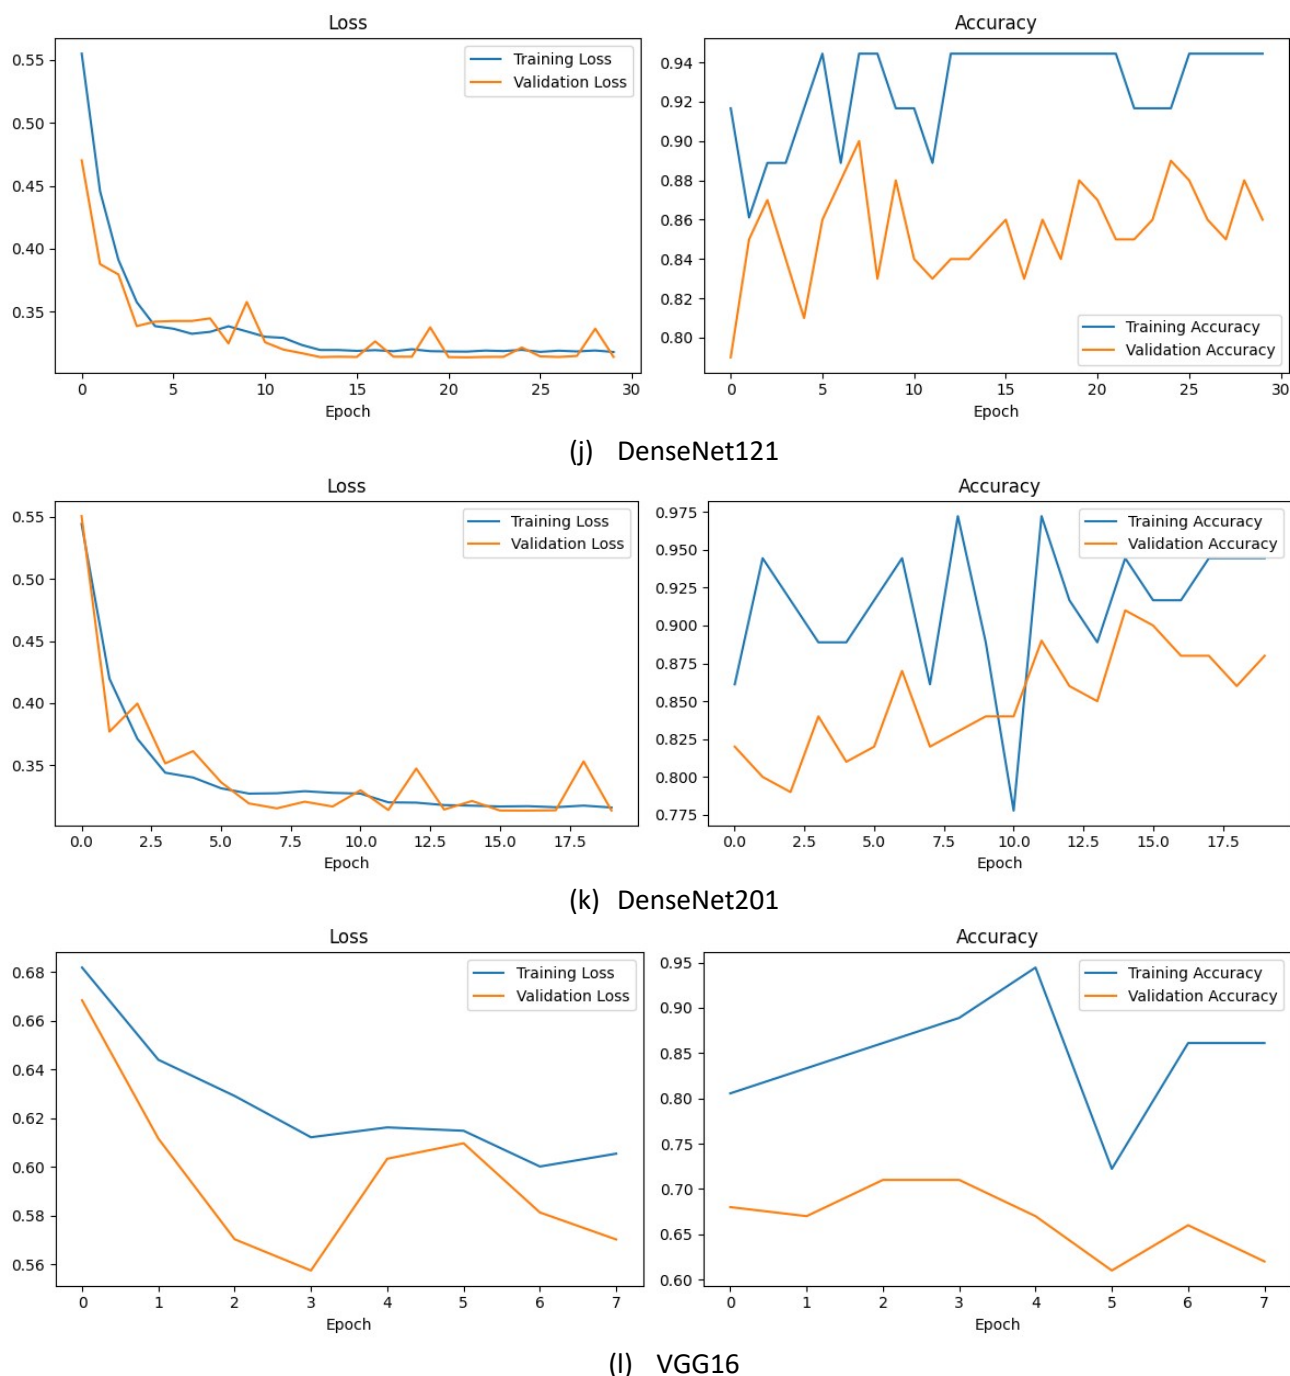 Loss
0.55
0.50
0.45
0.40
0.35
Training Loss
Validation Loss
0 5 10 15 20 25 30
Epoch
Accuracy
0.94
0.92
0.90
0.88
0.86
0.84
0.82
0.80
Training Accuracy
Validation Accuracy
0 5 10 15 20 25 30
Epoch
(j) DenseNet121
Loss
0.55
0.50
0.45
0.40
0.35
Training Loss
Validation Loss
0.0 2.5 5.0 7.5 10.0 12.5 15.0 17.5
Epoch
Accuracy
0.975
0.950
0.925
0.900
0.875
0.850
0.825
0.800
0.775
Training Accuracy
Validation Accuracy
0.0 2.5 5.0 7.5 10.0 12.5 15.0 17.5
Epoch
(k) DenseNet201
Loss
0.68
0.66
0.64
0.62
0.60
0.58
0.56
Training Loss
Validation Loss
0 1 2 3 4 5 6 7
Epoch
Accuracy
0.95
0.90
0.85
0.80
0.75
0.70
0.65
0.60
Training Accuracy
Validation Accuracy
0 1 2 3 4 5 6 7
Epoch
(l) VGG16